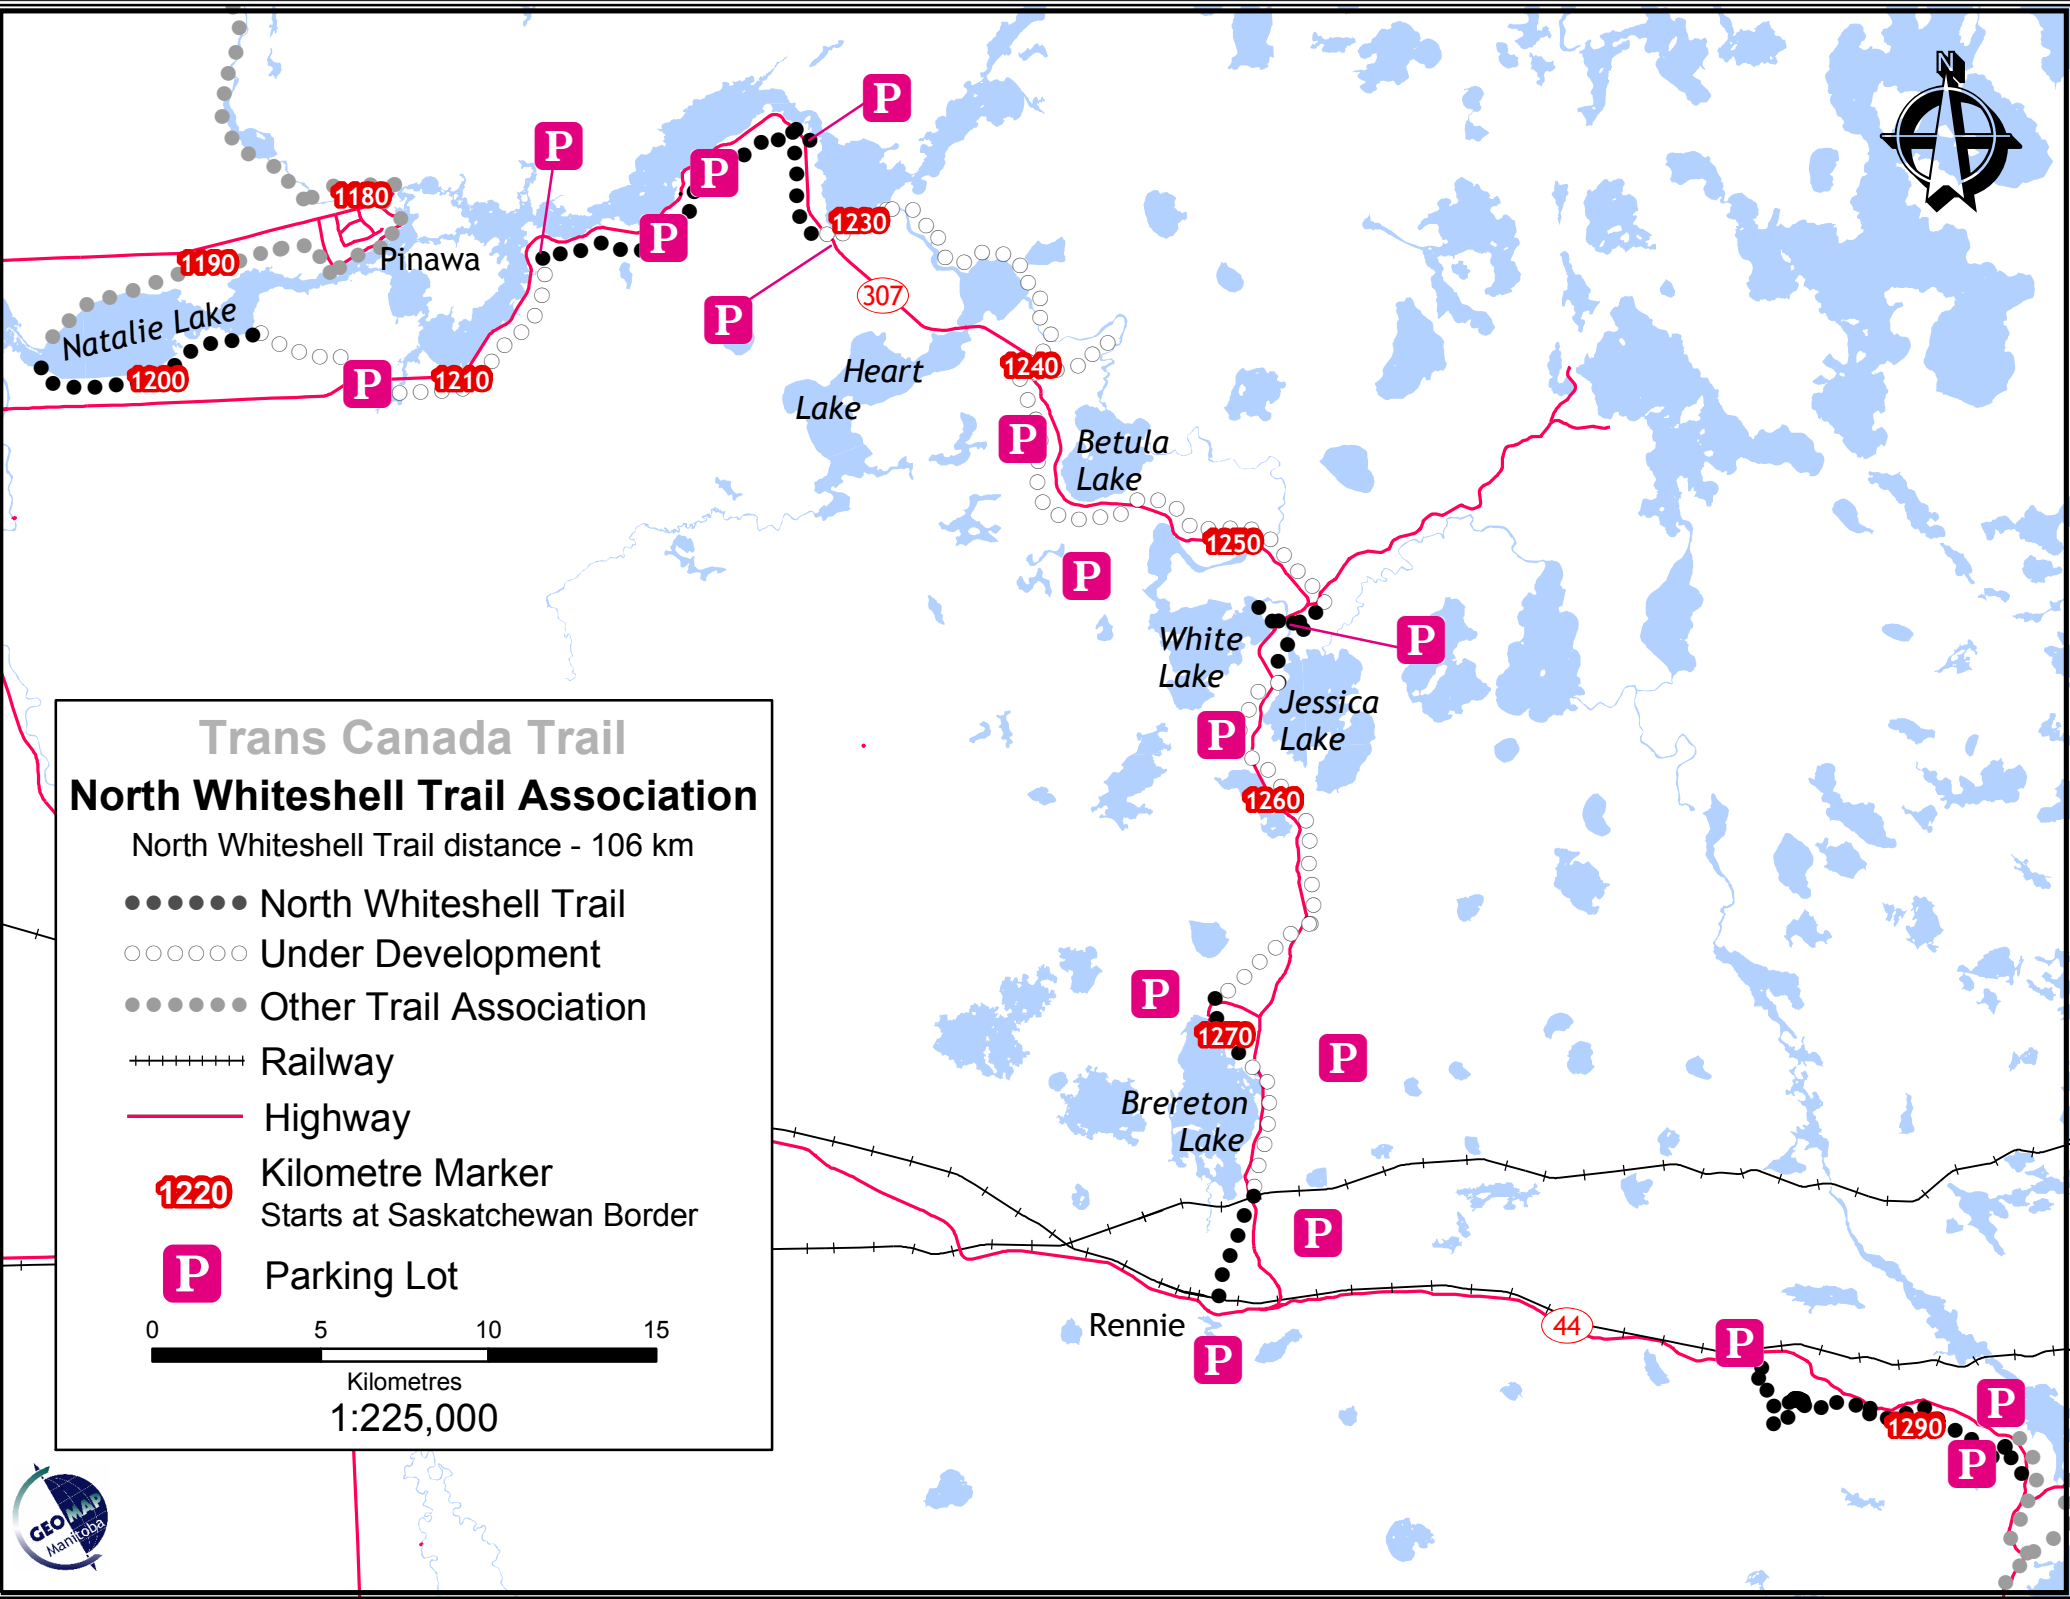 N
P
P
P
1180
1230
P
Pinawa
1190
307
Natalie Lake
P
1240
Heart
Lake
1200
P
1210
P
Betula
Lake
1250
P
White
Lake
P
Jessica
Lake
P
1260
Trans Canada Trail
North Whiteshell Trail Association
North Whiteshell Trail distance - 106 km
North Whiteshell Trail
Under Development
Other Trail Association
Railway
Highway
1220
Kilometre Marker
Starts at Saskatchewan Border
P
Parking Lot
0 5 10 15
Kilometres
1:225,000
P
1270
P
Brereton
Lake
P
Rennie
P
44
P
P
1290
P
GEOMAP
Manitoba